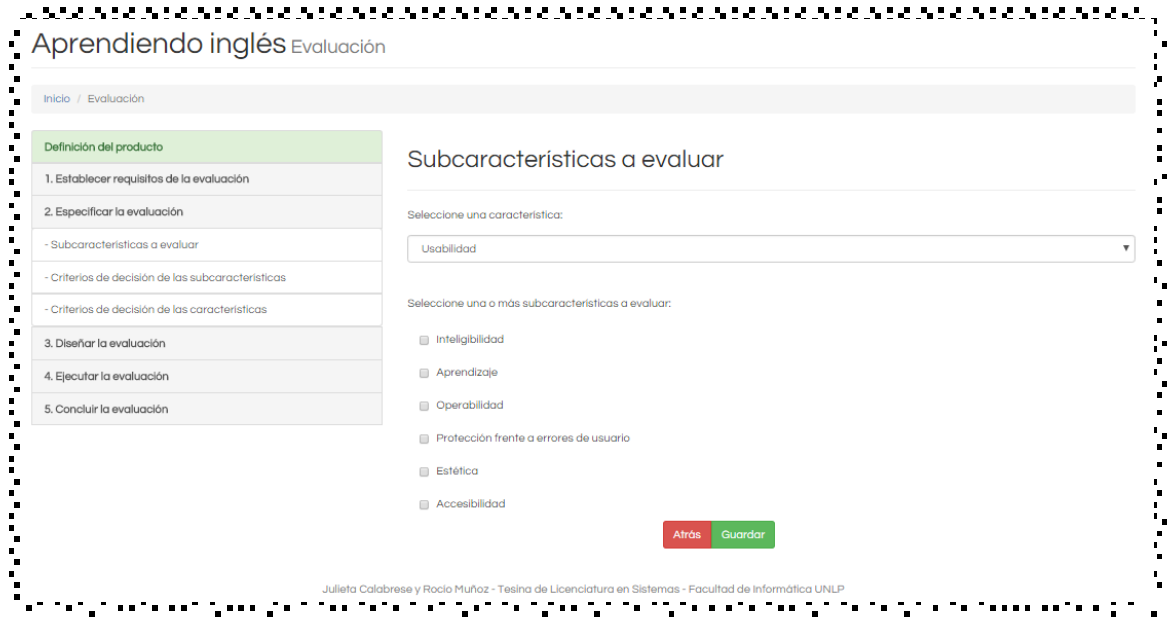 Aprendiendo inglés Evaluación
Inicio / Evaluación
Definición del producto
1. Establecer requisitos de la evaluación
2. Especificar la evaluación
- Subcaracterísticas a evaluar
- Criterios de decisión de las subcaracterísticas
- Criterios de decisión de las características
3. Diseñar la evaluación
4. Ejecutar la evaluación
5. Concluir la evaluación
Subcaracterísticas a evaluar
Seleccione una característica:
Usabilidad
Seleccione una o más subcaracterísticas a evaluar:
Inteligibilidad
Aprendizaje
Operabilidad
Protección frente a errores de usuario
Estética
Accesibilidad
Atrás Guardar
Julieta Calabrese y Rocío Muñoz - Tesina de Licenciatura en Sistemas - Facultad de Informática UNLP